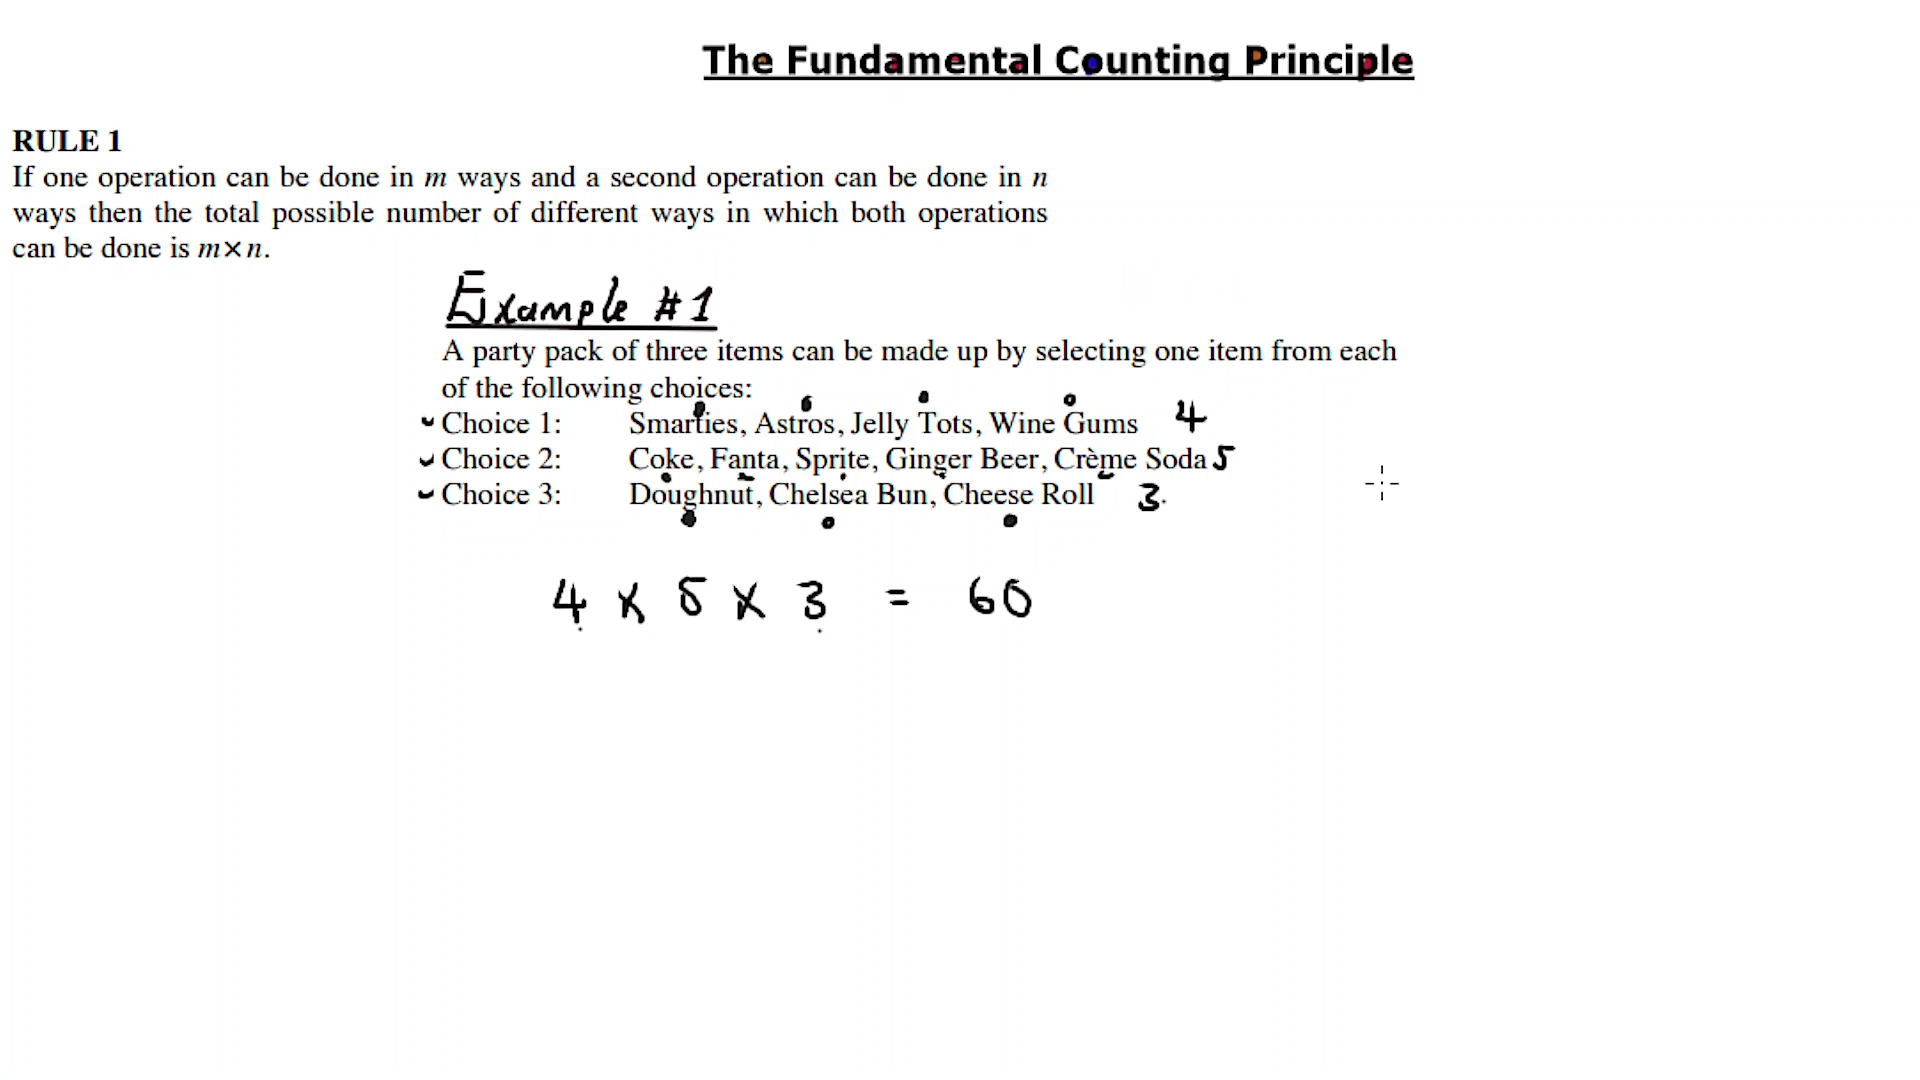 The Fundamental Counting Principle
RULE 1
If one operation can be done in m ways and a second operation can be done in n
ways then the total possible number of different ways in which both operations
can be done is m×n.
Example #1
A party pack of three items can be made up by selecting one item from each
of the following choices:
Choice 1: Smarties, Astros, Jelly Tots, Wine Gums 4
Choice 2: Coke, Fanta, Sprite, Ginger Beer, Crème Soda 5
Choice 3: Doughnut, Chelsea Bun, Cheese Roll 3.
4 x 5 x 3 = 60